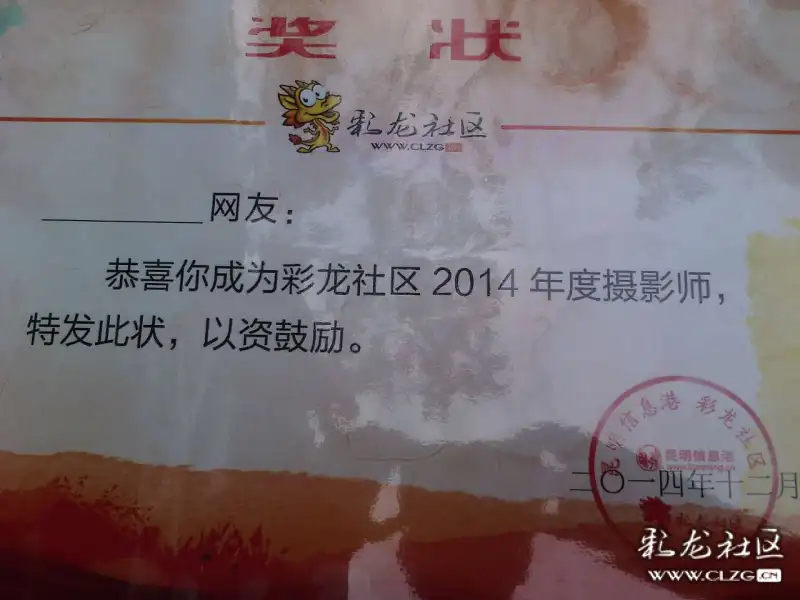 奖 状
彩龙社区
WWW.CLZG.CN
网友：
恭喜你成为彩龙社区 2014 年度摄影师，
特发此状，以资鼓励。
昆明信息港 彩龙社区
昆明信息港
二〇一四年十二月
彩龙社区
WWW.CLZG.CN